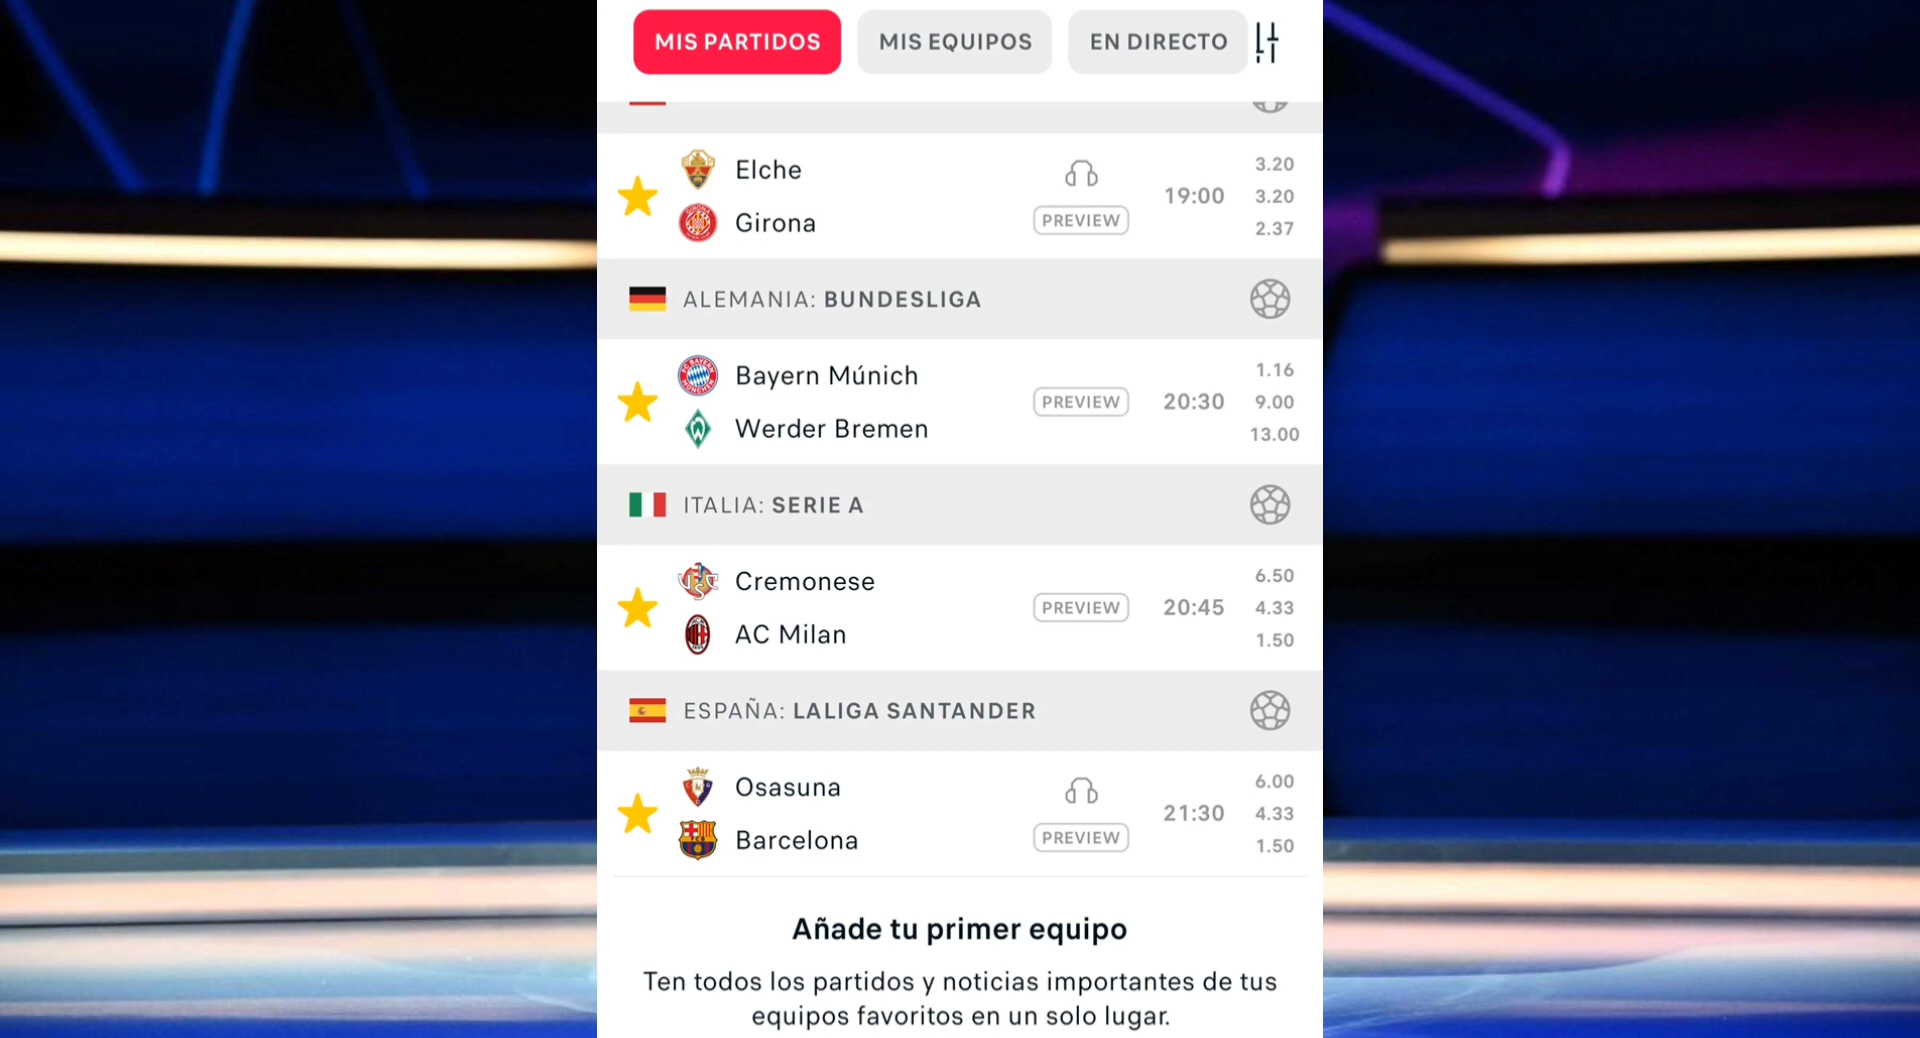 MIS PARTIDOS
MIS EQUIPOS
EN DIRECTO
Elche
Girona
PREVIEW
19:00
3.20
3.20
2.37
ALEMANIA: BUNDESLIGA
Bayern Múnich
Werder Bremen
PREVIEW
20:30
1.16
9.00
13.00
ITALIA: SERIE A
Cremonese
AC Milan
PREVIEW
20:45
6.50
4.33
1.50
ESPAÑA: LALIGA SANTANDER
Osasuna
Barcelona
PREVIEW
21:30
6.00
4.33
1.50
Añade tu primer equipo
Ten todos los partidos y noticias importantes de tus
equipos favoritos en un solo lugar.